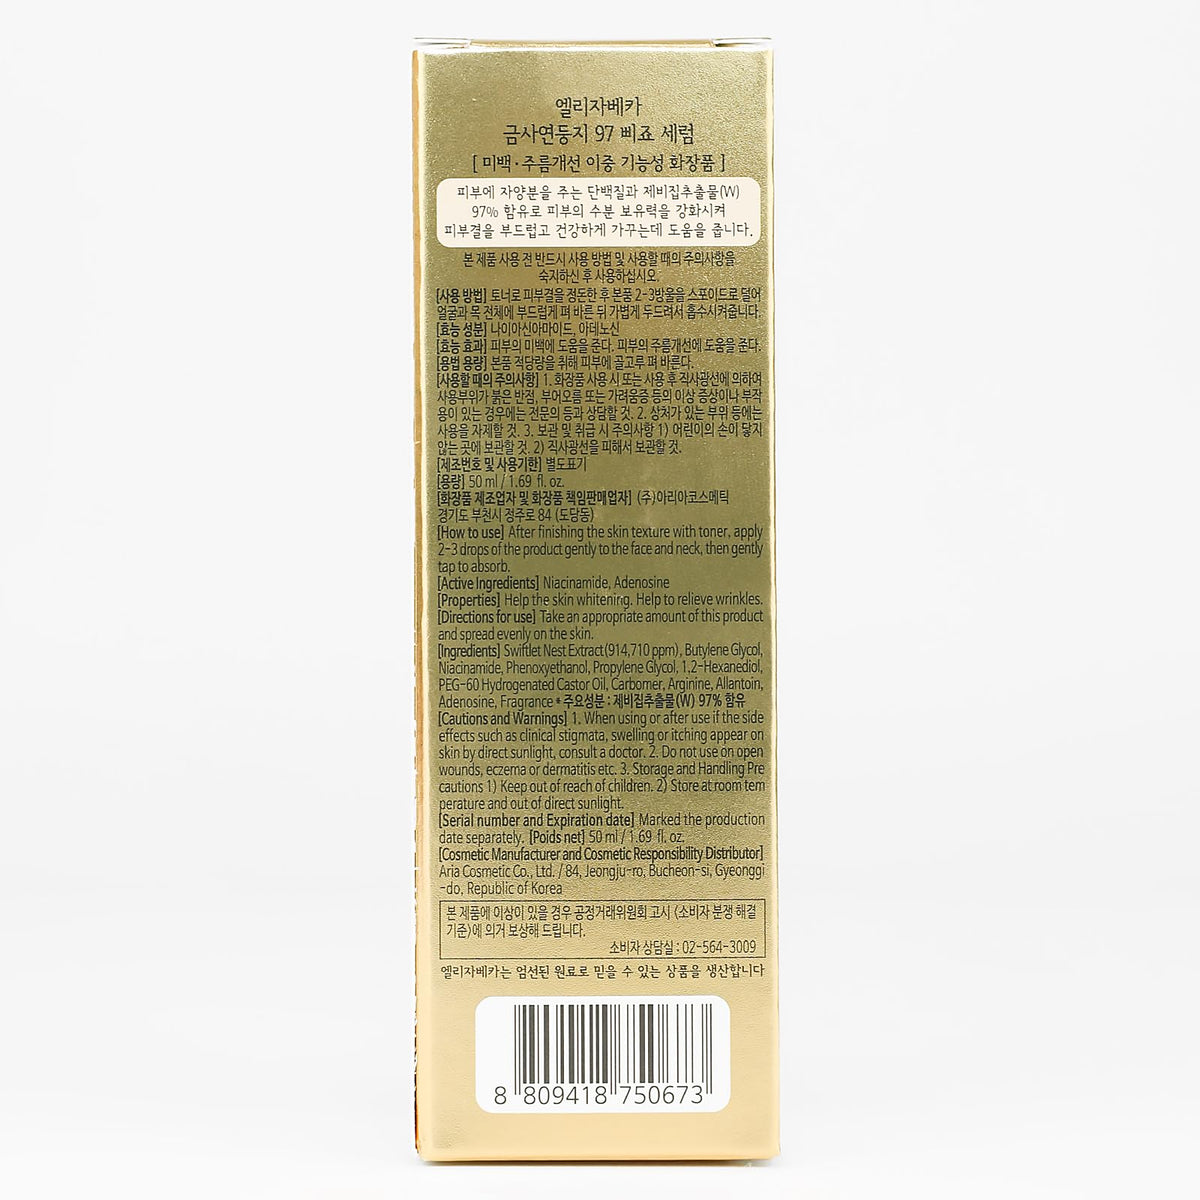 엘리자베카
금사연둥지 97 삐죠 세럼
[ 미백·주름개선 이중 기능성 화장품 ]
피부에 자양분을 주는 단백질과 제비집추출물(W)
97% 함유로 피부의 수분 보유력을 강화시켜
피부결을 부드럽고 건강하게 가꾸는데 도움을 줍니다.
본 제품 사용 전 반드시 사용 방법 및 사용할 때의 주의사항을
숙지하신 후 사용하십시오.
[사용 방법] 토너로 피부결을 정돈한 후 본품 2-3방울을 스포이드로 덜어
얼굴과 목 전체에 부드럽게 펴 바른 뒤 가볍게 두드려서 흡수시켜줍니다.
[효능 성분] 나이아신아마이드, 아데노신
[효능 효과] 피부의 미백에 도움을 준다. 피부의 주름개선에 도움을 준다.
[용법 용량] 본품 적당량을 취해 피부에 골고루 펴 바른다.
[사용할 때의 주의사항] 1. 화장품 사용 시 또는 사용 후 직사광선에 의하여
사용부위가 붉은 반점, 부어오름 또는 가려움증 등의 이상 증상이나 부작
용이 있는 경우에는 전문의 등과 상담할 것. 2. 상처가 있는 부위 등에는
사용을 자제할 것. 3. 보관 및 취급 시 주의사항 1) 어린이의 손이 닿지
않는 곳에 보관할 것. 2) 직사광선을 피해서 보관할 것.
[제조번호 및 사용기한] 별도표기
[용량] 50 ml / 1.69 fl. oz.
[화장품 제조업자 및 화장품 책임판매업자] (주)아리아코스메틱
경기도 부천시 정주로 84 (도당동)
[How to use] After finishing the skin texture with toner, apply
2-3 drops of the product gently to the face and neck, then gently
tap to absorb.
[Active Ingredients] Niacinamide, Adenosine
[Properties] Help the skin whitening. Help to relieve wrinkles.
[Directions for use] Take an appropriate amount of this product
and spread evenly on the skin.
[Ingredients] Swiftlet Nest Extract(914,710 ppm), Butylene Glycol,
Niacinamide, Phenoxyethanol, Propylene Glycol, 1,2-Hexanediol,
PEG-60 Hydrogenated Castor Oil, Carbomer, Arginine, Allantoin,
Adenosine, Fragrance * 주요성분 : 제비집추출물(W) 97% 함유
[Cautions and Warnings] 1. When using or after use if the side
effects such as clinical stigmata, swelling or itching appear on
skin by direct sunlight, consult a doctor. 2. Do not use on open
wounds, eczema or dermatitis etc. 3. Storage and Handling Pre
cautions 1) Keep out of reach of children. 2) Store at room tem
perature and out of direct sunlight.
[Serial number and Expiration date] Marked the production
date separately. [Poids net] 50 ml / 1.69 fl. oz.
[Cosmetic Manufacturer and Cosmetic Responsibility Distributor]
Aria Cosmetic Co., Ltd. / 84, Jeongju-ro, Bucheon-si, Gyeonggi
-do, Republic of Korea
본 제품에 이상이 있을 경우 공정거래위원회 고시 (소비자 분쟁 해결
기준)에 의거 보상해 드립니다.
소비자 상담실 : 02-564-3009
엘리자베카는 엄선된 원료로 믿을 수 있는 상품을 생산합니다
8 809418 750673